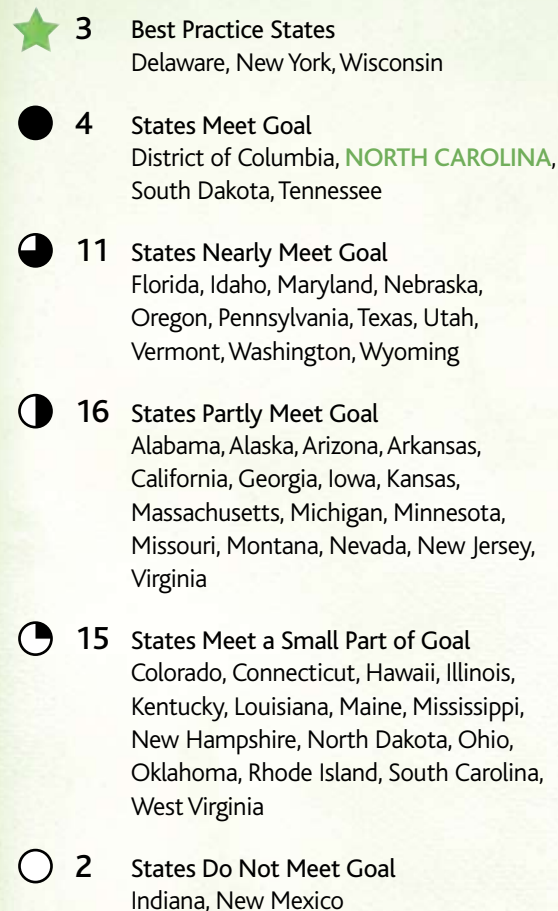 3 Best Practice States
Delaware, New York, Wisconsin
4 States Meet Goal
District of Columbia, NORTH CAROLINA,
South Dakota, Tennessee
11 States Nearly Meet Goal
Florida, Idaho, Maryland, Nebraska,
Oregon, Pennsylvania, Texas, Utah,
Vermont, Washington, Wyoming
16 States Partly Meet Goal
Alabama, Alaska, Arizona, Arkansas,
California, Georgia, Iowa, Kansas,
Massachusetts, Michigan, Minnesota,
Missouri, Montana, Nevada, New Jersey,
Virginia
15 States Meet a Small Part of Goal
Colorado, Connecticut, Hawaii, Illinois,
Kentucky, Louisiana, Maine, Mississippi,
New Hampshire, North Dakota, Ohio,
Oklahoma, Rhode Island, South Carolina,
West Virginia
2 States Do Not Meet Goal
Indiana, New Mexico